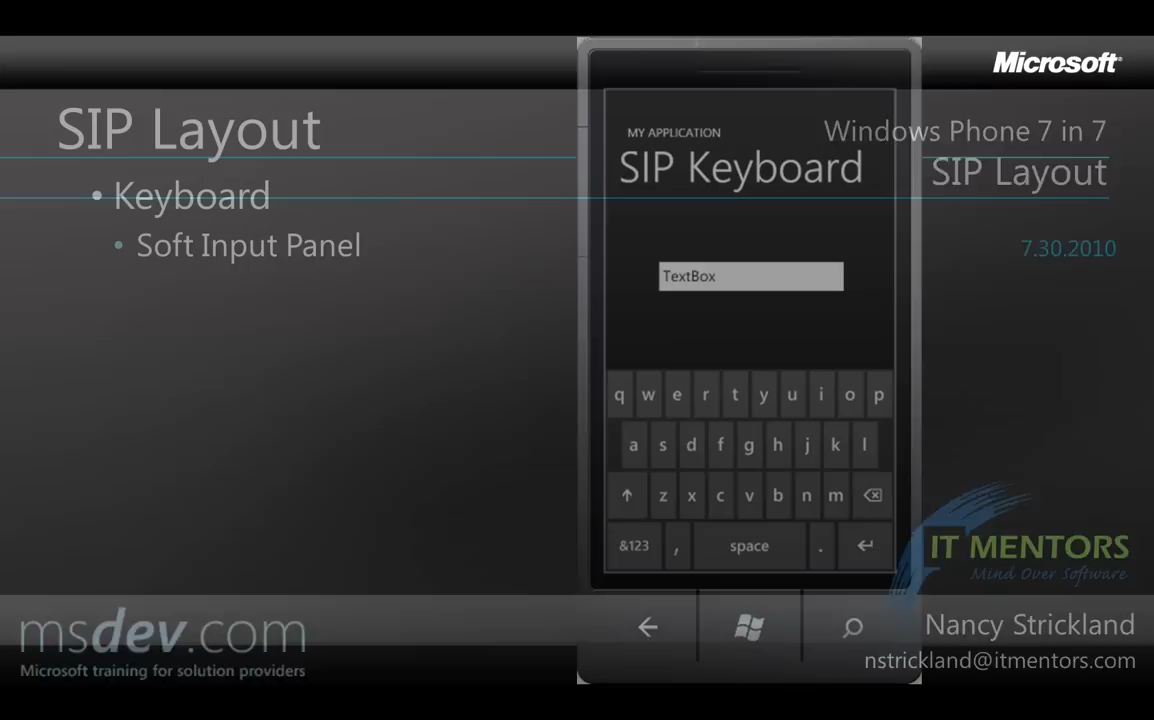 Microsoft
SIP Layout
• Keyboard
• Soft Input Panel
MY APPLICATION
SIP Keyboard
TextBox
q w e r t y u i o p
a s d f g h j k l
z x c v b n m
&123 , space .
Windows Phone 7 in 7
SIP Layout
7.30.2010
IT MENTORS
Mind Over Software
msdev.com
Microsoft training for solution providers
Nancy Strickland
nstrickland@itmentors.com